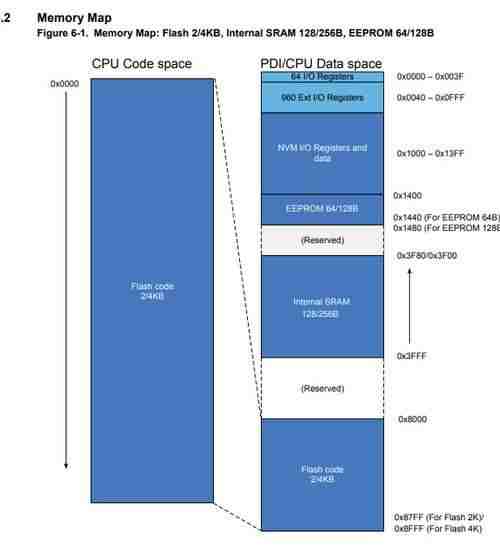 .2 Memory Map
Figure 6-1. Memory Map: Flash 2/4KB, Internal SRAM 128/256B, EEPROM 64/128B
CPU Code space
PDI/CPU Data space
0x0000
64 I/O Registers
0x0000 – 0x003F
960 Ext I/O Registers
0x0040 – 0x0FFF
NVM I/O Registers and
data
0x1000 – 0x13FF
0x1400
EEPROM 64/128B
0x1440 (For EEPROM 64B)
0x1480 (For EEPROM 128B
(Reserved)
0x3F80/0x3F00
Flash code
2/4KB
Internal SRAM
128/256B
0x3FFF
(Reserved)
0x8000
Flash code
2/4KB
0x87FF (For Flash 2K)/
0x8FFF (For Flash 4K)